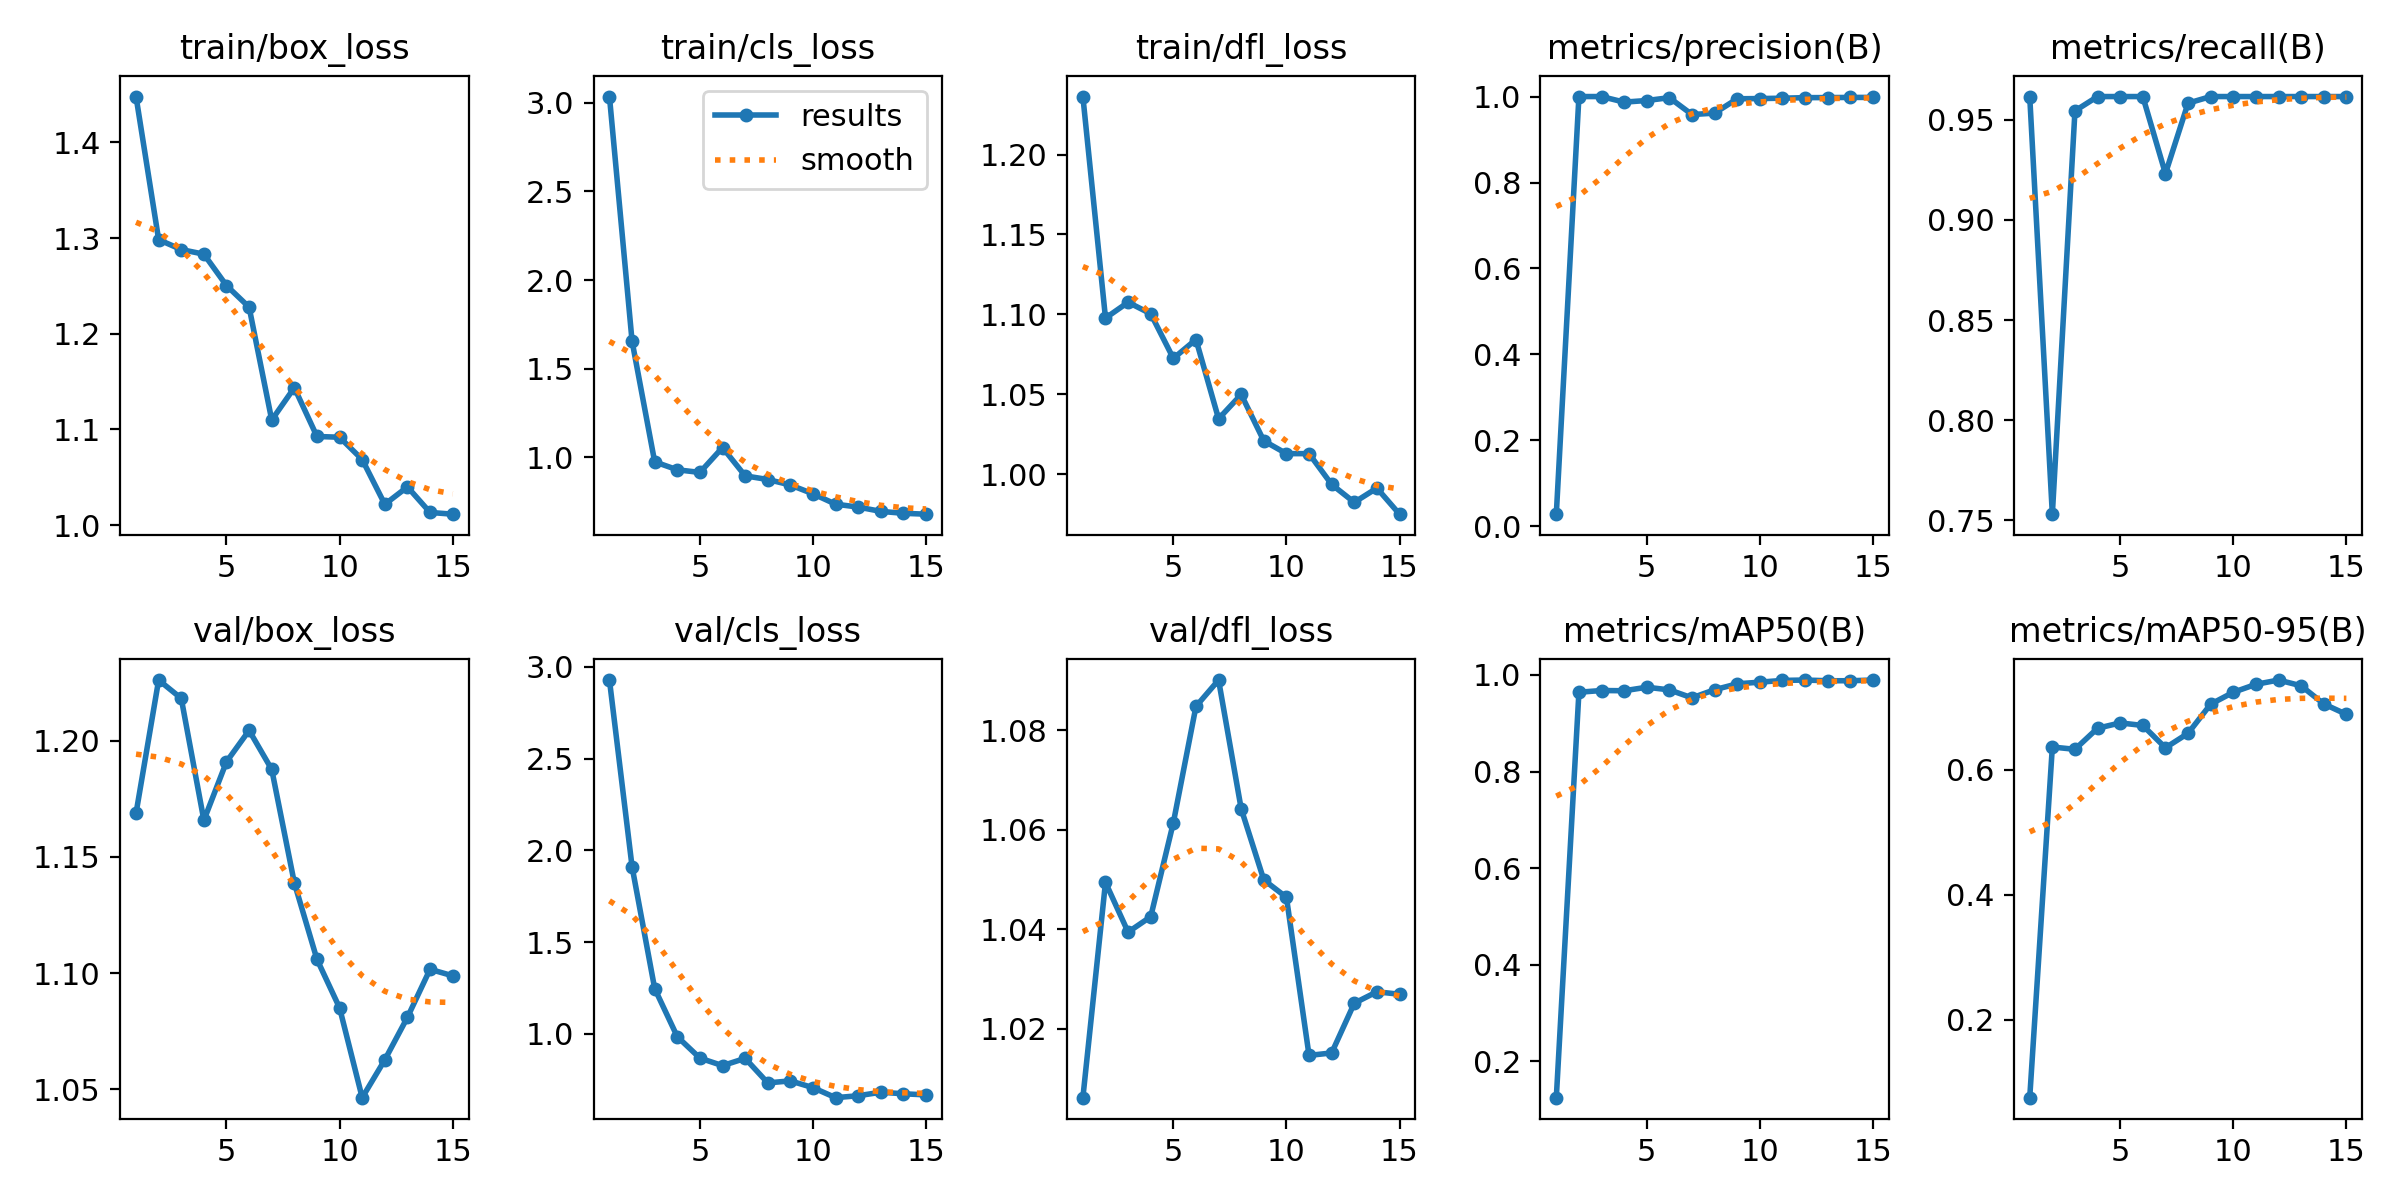 train/box_loss
1.4
1.3
1.2
1.1
1.0
5 10 15
train/cls_loss
3.0
2.5
2.0
1.5
1.0
results
smooth
5 10 15
train/dfl_loss
1.20
1.15
1.10
1.05
1.00
5 10 15
metrics/precision(B)
1.0
0.8
0.6
0.4
0.2
0.0
5 10 15
metrics/recall(B)
0.95
0.90
0.85
0.80
0.75
5 10 15
val/box_loss
1.20
1.15
1.10
1.05
5 10 15
val/cls_loss
3.0
2.5
2.0
1.5
1.0
5 10 15
val/dfl_loss
1.08
1.06
1.04
1.02
5 10 15
metrics/mAP50(B)
1.0
0.8
0.6
0.4
0.2
5 10 15
metrics/mAP50-95(B)
0.6
0.4
0.2
5 10 15